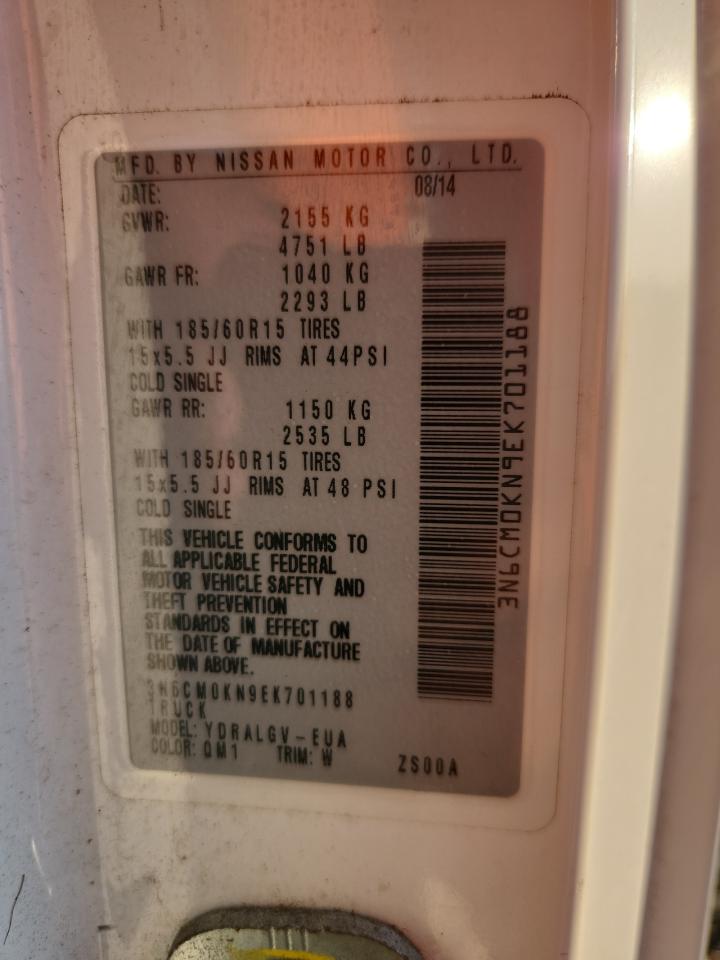 MFD. BY NISSAN MOTOR CO., LTD.
DATE: 08/14
GVWR: 2155 KG
4751 LB
GAWR FR: 1040 KG
2293 LB
WITH 185/60R15 TIRES
15x5.5 JJ RIMS AT 44PSI
COLD SINGLE
GAWR RR: 1150 KG
2535 LB
WITH 185/60R15 TIRES
15x5.5 JJ RIMS AT 48 PSI
COLD SINGLE
THIS VEHICLE CONFORMS TO
ALL APPLICABLE FEDERAL
MOTOR VEHICLE SAFETY AND
THEFT PREVENTION
STANDARDS IN EFFECT ON
THE DATE OF MANUFACTURE
SHOWN ABOVE.
3N6CM0KN9EK701188
TRUCK
MODEL: YDRALGV-EUA
COLOR: QM1 TRIM: W ZS00A
3N6CM0KN9EK701188